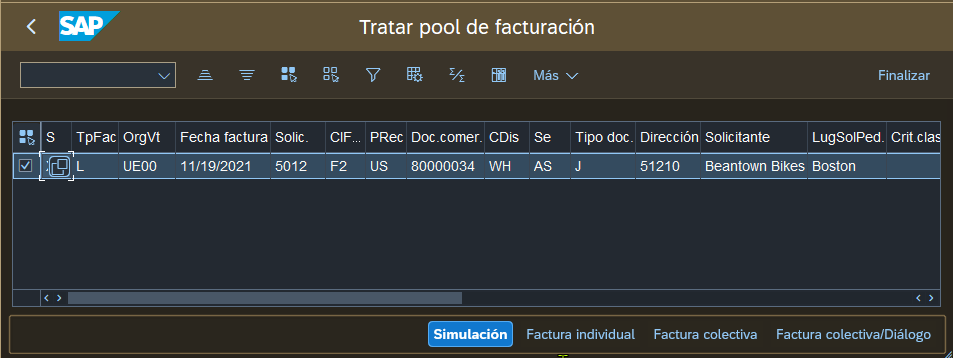 SAP Tratar pool de facturación
Más Finalizar
S TpFac OrgVt Fecha factura Solic. ClF... PRec Doc.comer. CDis Se Tipo doc. Dirección Solicitante LugSolPed. Crit.clas
L UE00 11/19/2021 5012 F2 US 80000034 WH AS J 51210 Beantown Bikes Boston
Simulación Factura individual Factura colectiva Factura colectiva/Diálogo